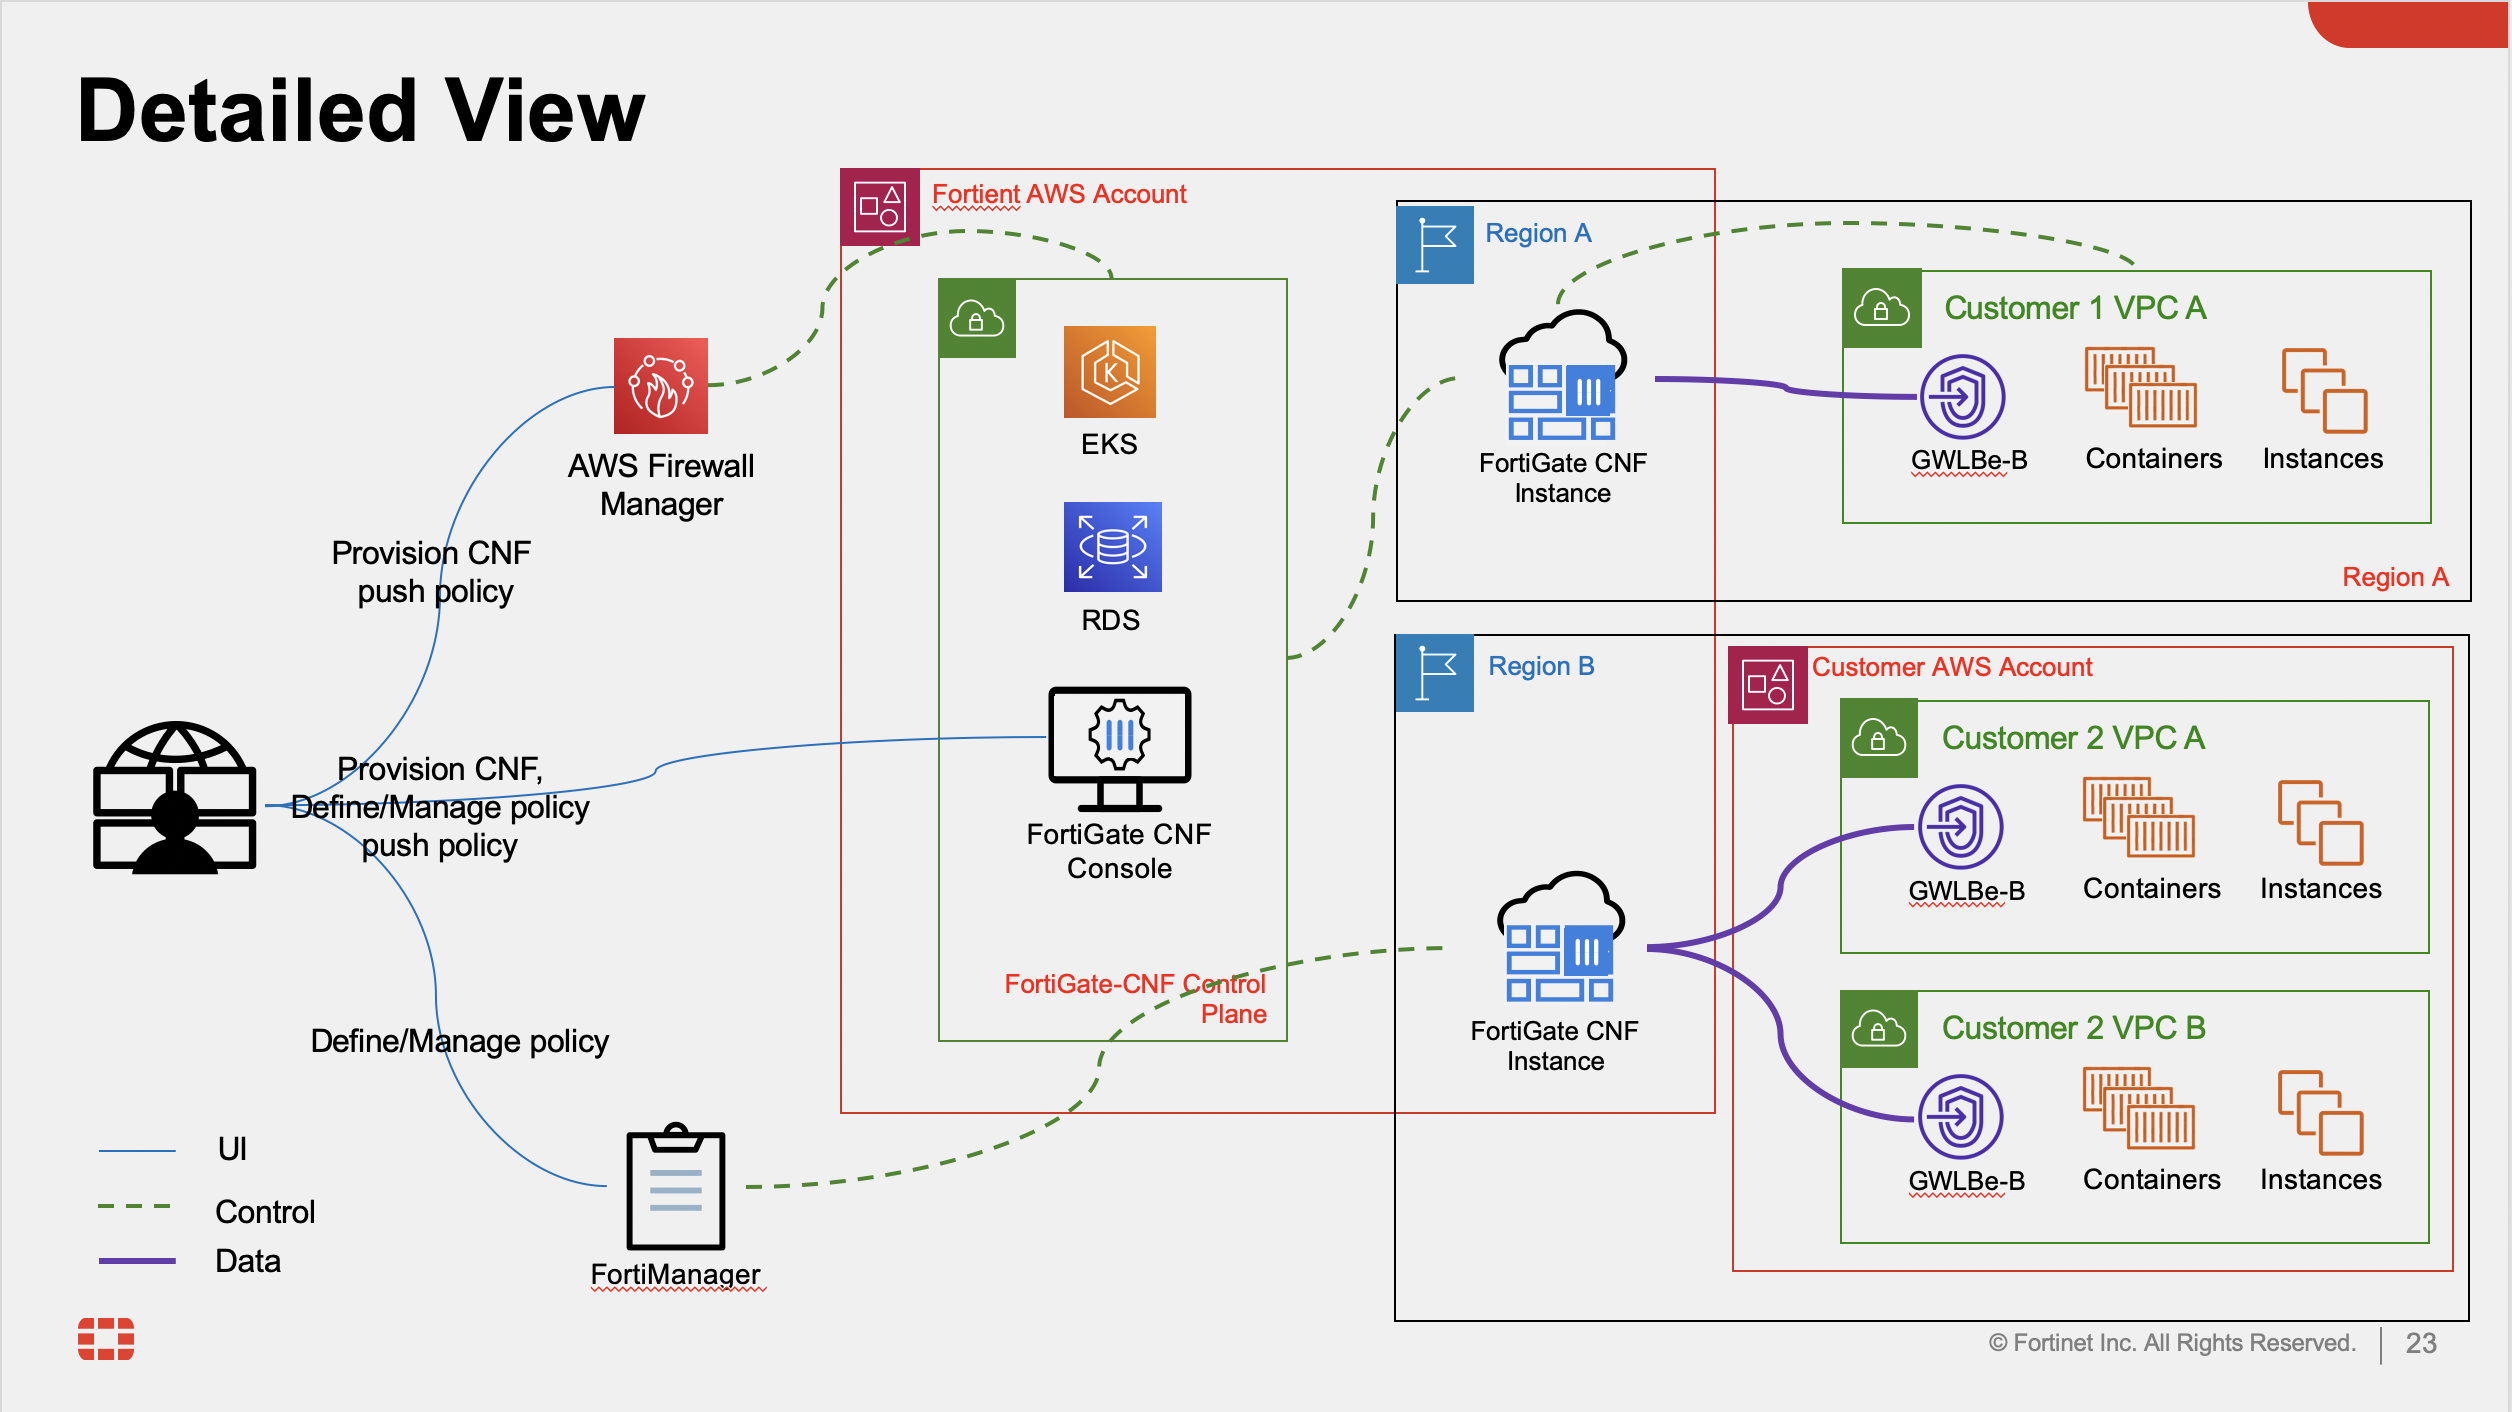 Detailed View
Fortient AWS Account
Region A
Customer 1 VPC A
EKS
AWS Firewall
Manager
FortiGate CNF
Instance
GWLBe-B
Containers
Instances
Provision CNF
push policy
RDS
Region A
Region B
Customer AWS Account
Customer 2 VPC A
Provision CNF,
Define/Manage policy
push policy
FortiGate CNF
Console
GWLBe-B
Containers
Instances
FortiGate-CNF Control
Plane
FortiGate CNF
Instance
Customer 2 VPC B
Define/Manage policy
GWLBe-B
Containers
Instances
UI
Control
Data
FortiManager
© Fortinet Inc. All Rights Reserved.
23
K